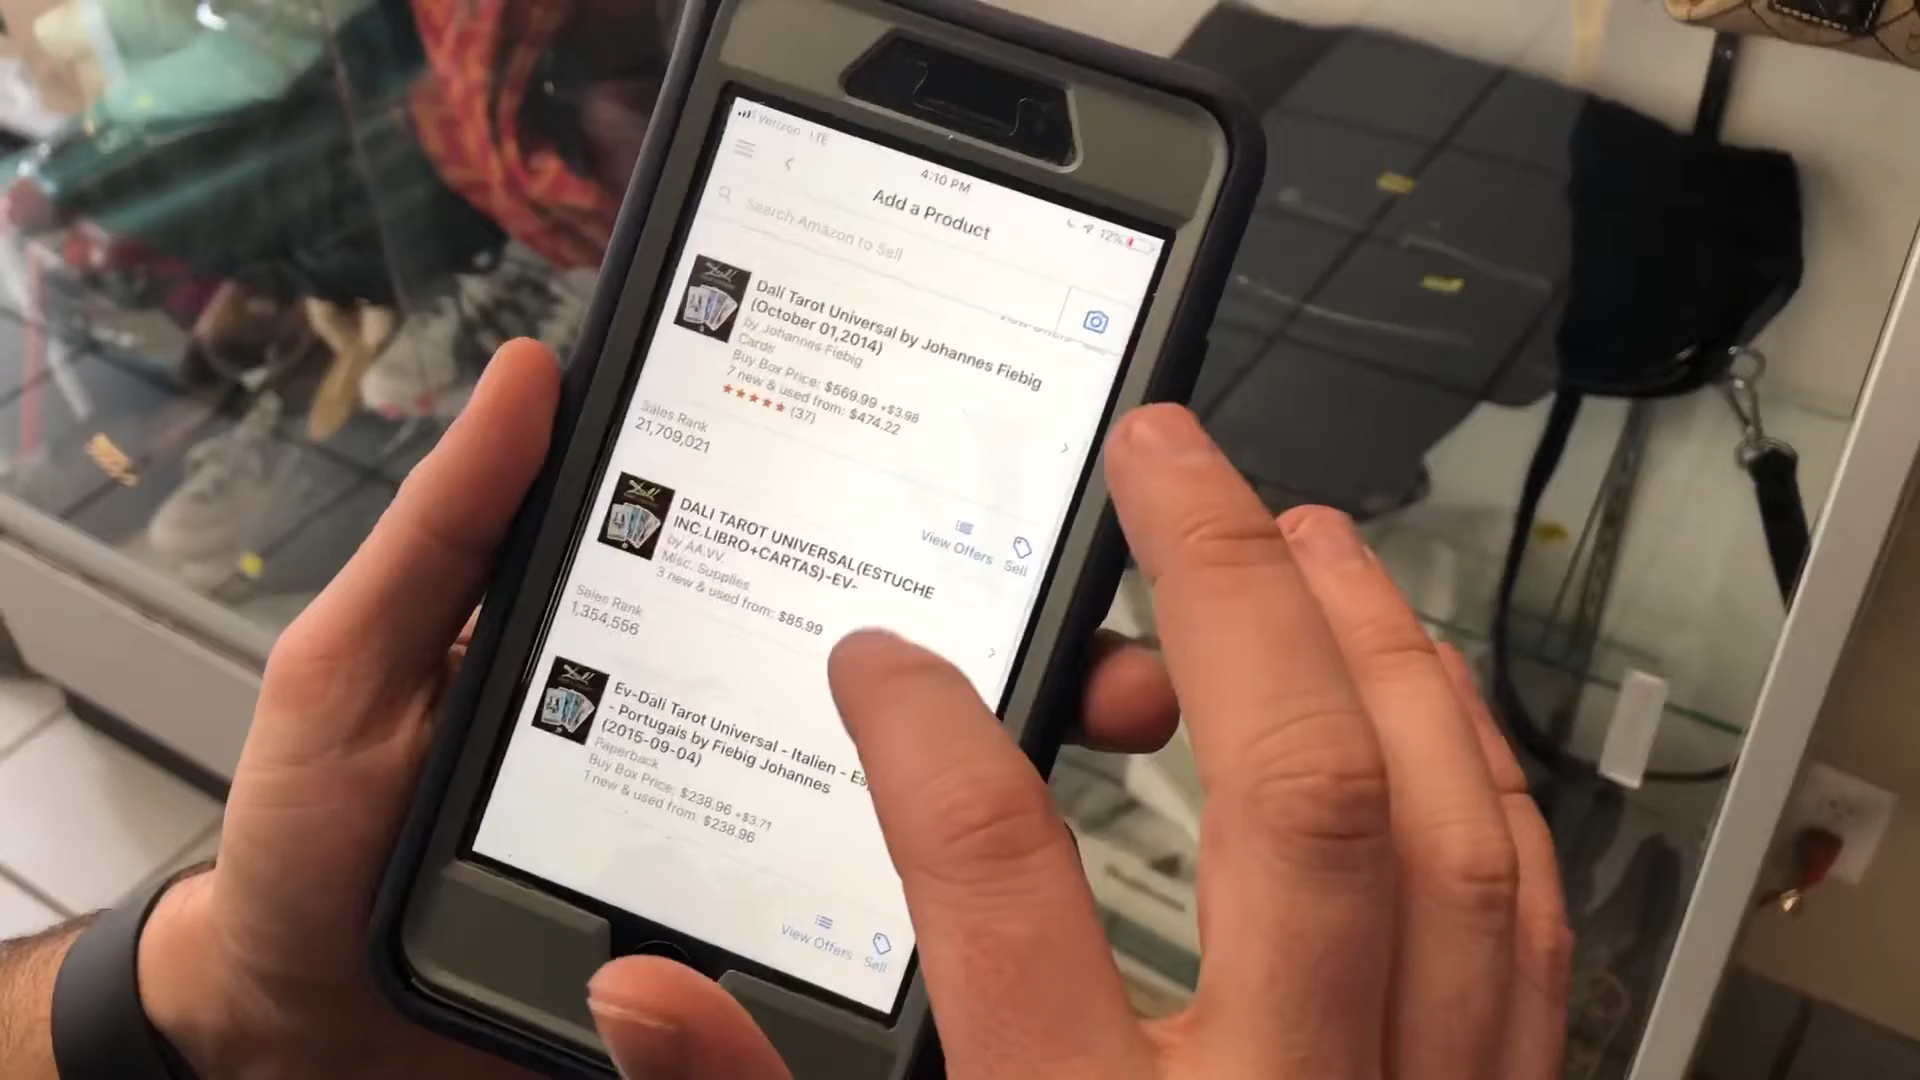 Verizon LTE
4:10 PM
12%
Add a Product
Search Amazon to Sell
Dalí
Dalí Tarot Universal by Johannes Fiebig
(October 01,2014)
by Johannes Fiebig
Cards
Buy Box Price: $569.99 +$3.98
7 new & used from: $474.22
(37)
Sales Rank
21,709,021
View Offers
Sell
Dalí
DALI TAROT UNIVERSAL(ESTUCHE
INC.LIBRO+CARTAS)-EV-
by AA.VV.
Misc. Supplies
3 new & used from: $85.99
Sales Rank
1,354,556
Dalí
Ev-Dali Tarot Universal - Italien - Es
- Portugais by Fiebig Johannes
(2015-09-04)
Paperback
Buy Box Price: $238.96 +$3.71
1 new & used from: $238.96
View Offers
Sell